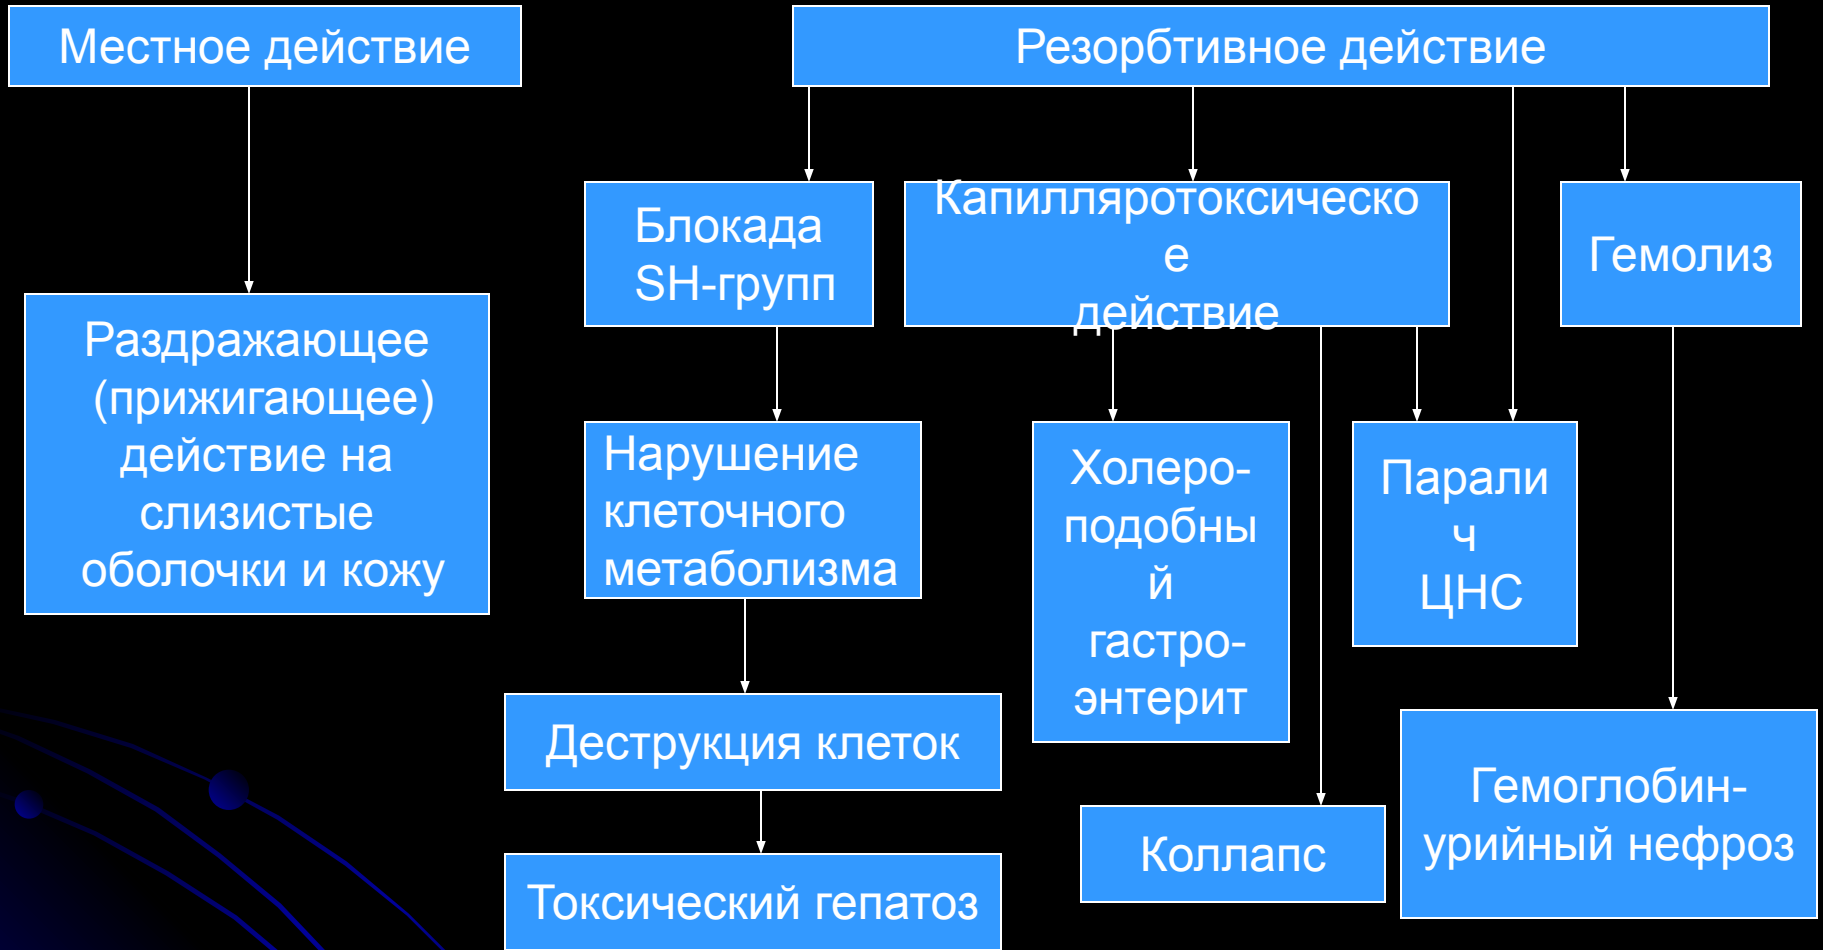 Местное действие
Резорбтивное действие
Блокада
SH-групп
Капилляротоксическо
е
действие
Гемолиз
Раздражающее
(прижигающее)
действие на
слизистые
оболочки и кожу
Нарушение
клеточного
метаболизма
Холеро-
подобны
й
гастро-
энтерит
Парали
ч
ЦНС
Деструкция клеток
Токсический гепатоз
Коллапс
Гемоглобин-
урийный нефроз